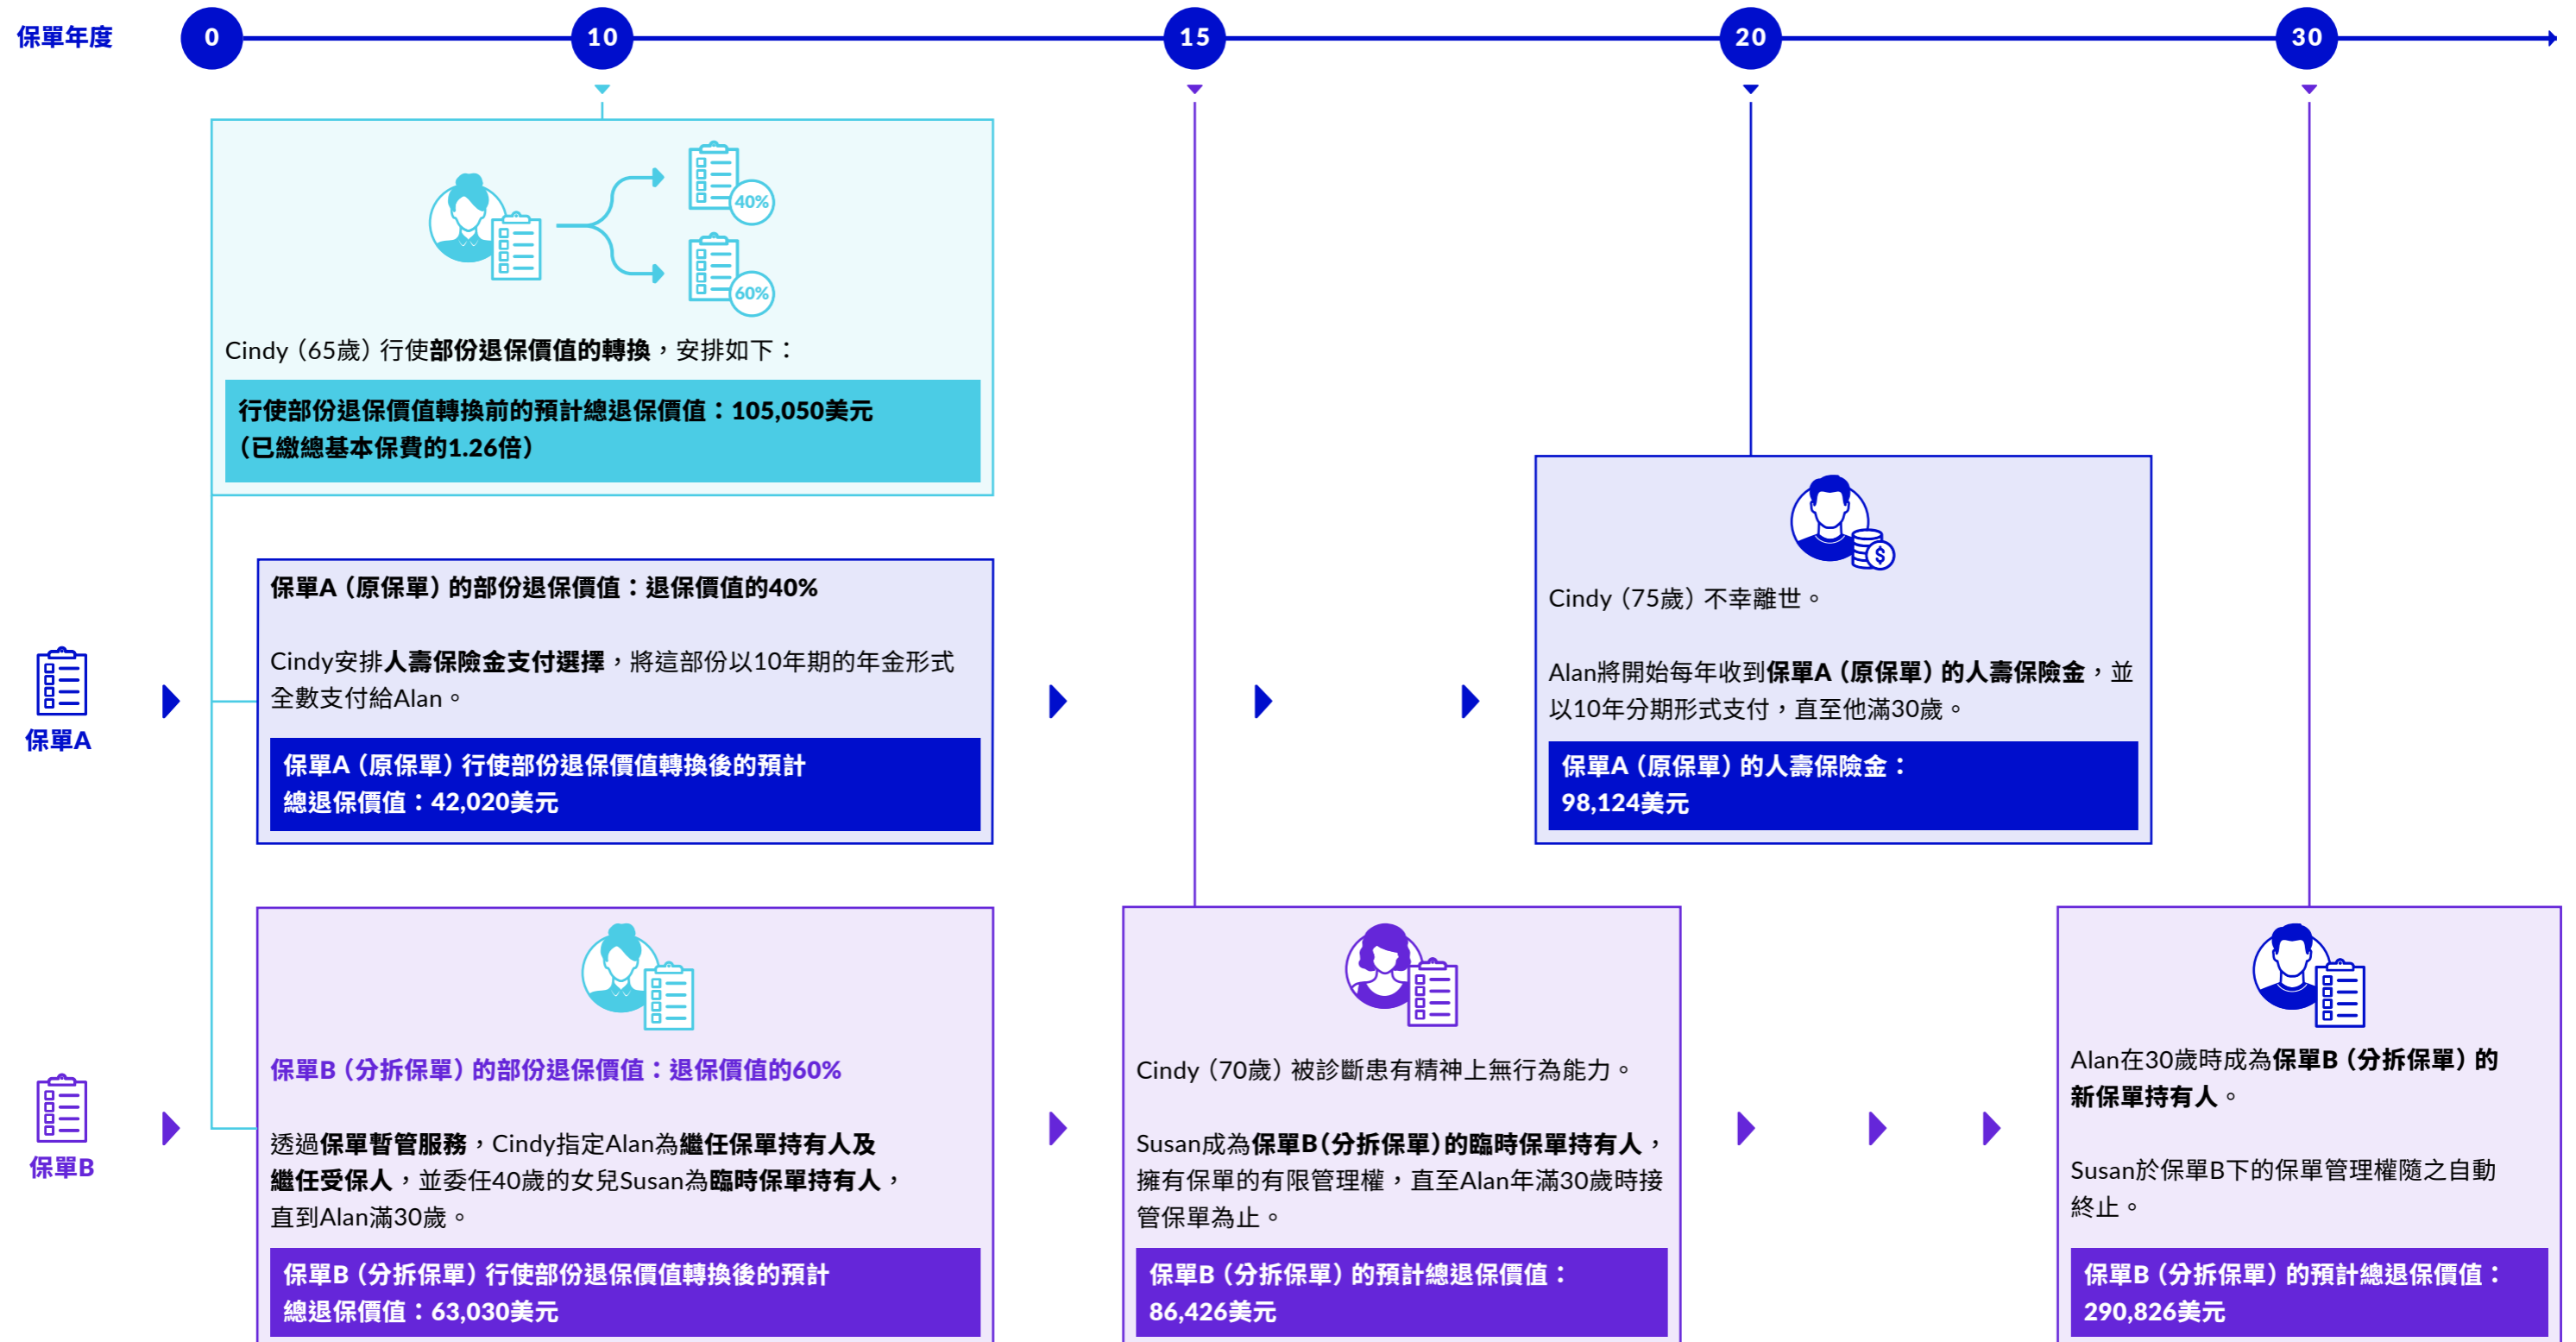 保單年度
0
10
15
20
30
40%
60%
Cindy（65歲）行使部份退保價值的轉換，安排如下：
行使部份退保價值轉換前的預計總退保價值：105,050美元
（已繳總基本保費的1.26倍）
保單A
保單A（原保單）的部份退保價值：退保價值的40%
Cindy安排人壽保險金支付選擇，將這部份以10年期的年金形式
全數支付給Alan。
保單A（原保單）行使部份退保價值轉換後的預計
總退保價值：42,020美元
Cindy（75歲）不幸離世。
Alan將開始每年收到保單A（原保單）的人壽保險金，並
以10年分期形式支付，直至他滿30歲。
保單A（原保單）的人壽保險金：
98,124美元
保單B
保單B（分拆保單）的部份退保價值：退保價值的60%
透過保單暫管服務，Cindy指定Alan為繼任保單持有人及
繼任受保人，並委任40歲的女兒Susan為臨時保單持有人，
直到Alan滿30歲。
保單B（分拆保單）行使部份退保價值轉換後的預計
總退保價值：63,030美元
Cindy（70歲）被診斷患有精神上無行為能力。
Susan成為保單B（分拆保單）的臨時保單持有人，
擁有保單的有限管理權，直至Alan年滿30歲時接
管保單為止。
保單B（分拆保單）的預計總退保價值：
86,426美元
Alan在30歲時成為保單B（分拆保單）的
新保單持有人。
Susan於保單B下的保單管理權隨之自動
終止。
保單B（分拆保單）的預計總退保價值：
290,826美元